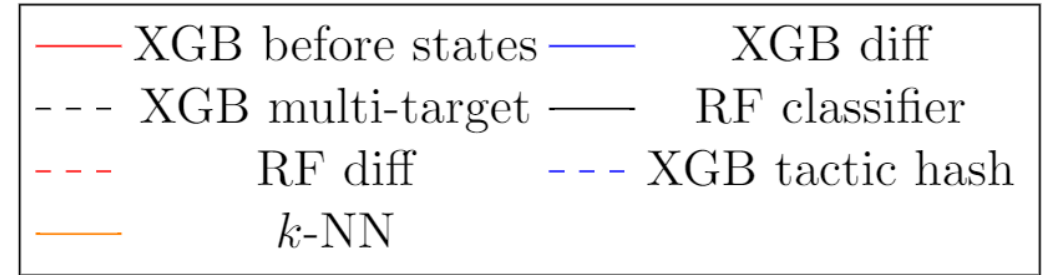 XGB before states XGB diff
XGB multi-target RF classifier
RF diff XGB tactic hash
k-NN